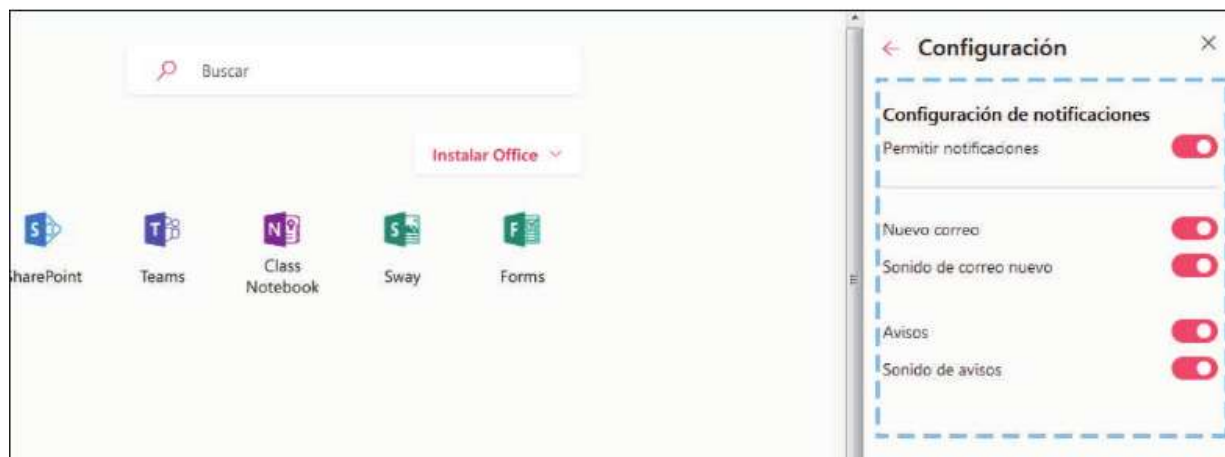 Buscar
Instalar Office
SharePoint
Teams
Class
Notebook
Sway
Forms
Configuración
Configuración de notificaciones
Permitir notificaciones
Nuevo correo
Sonido de correo nuevo
Avisos
Sonido de avisos